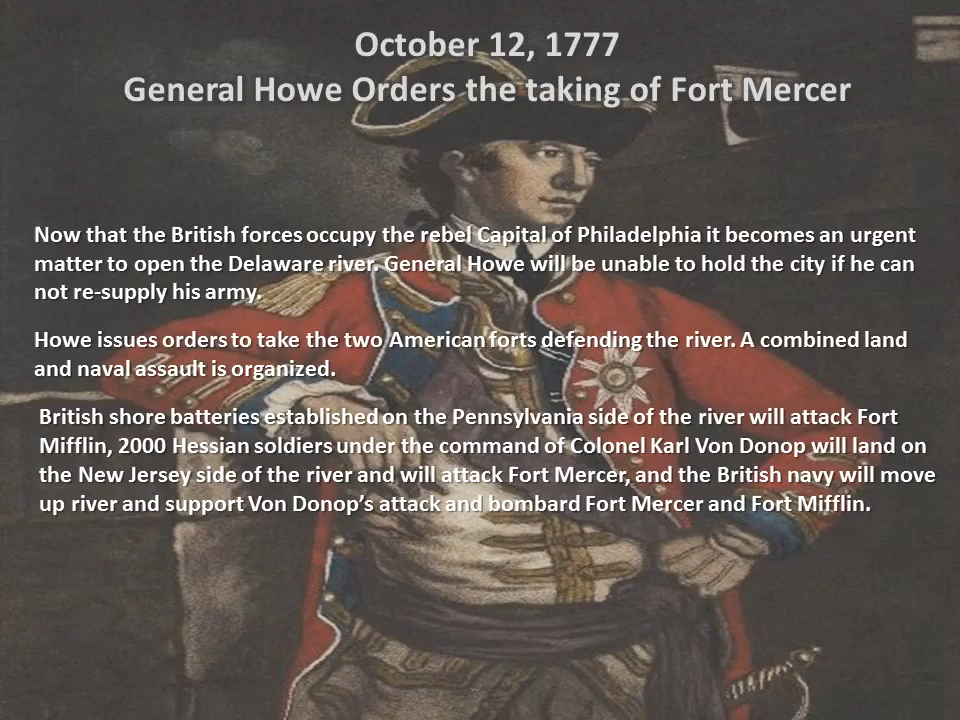 October 12, 1777
General Howe Orders the taking of Fort Mercer
Now that the British forces occupy the rebel Capital of Philadelphia it becomes an urgent
matter to open the Delaware river. General Howe will be unable to hold the city if he can
not re-supply his army.
Howe issues orders to take the two American forts defending the river. A combined land
and naval assault is organized.
British shore batteries established on the Pennsylvania side of the river will attack Fort
Mifflin, 2000 Hessian soldiers under the command of Colonel Karl Von Donop will land on
the New Jersey side of the river and will attack Fort Mercer, and the British navy will move
up river and support Von Donop’s attack and bombard Fort Mercer and Fort Mifflin.